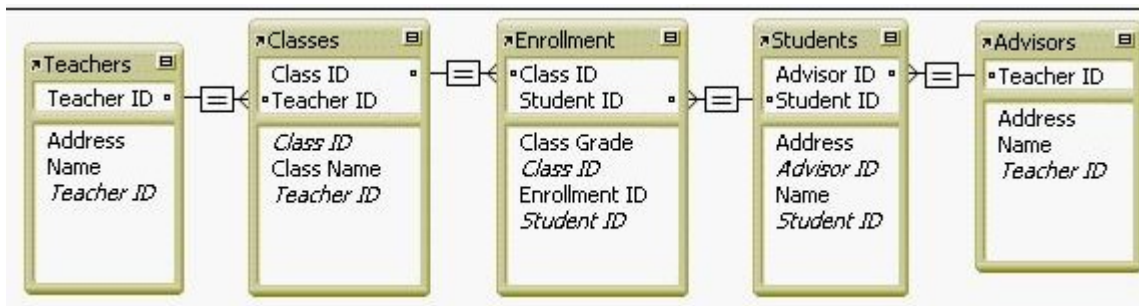 Teachers
Teacher ID
Address
Name
Teacher ID
Classes
Class ID
Teacher ID
Class ID
Class Name
Teacher ID
Enrollment
Class ID
Student ID
Class Grade
Class ID
Enrollment ID
Student ID
Students
Advisor ID
Student ID
Address
Advisor ID
Name
Student ID
Advisors
Teacher ID
Address
Name
Teacher ID